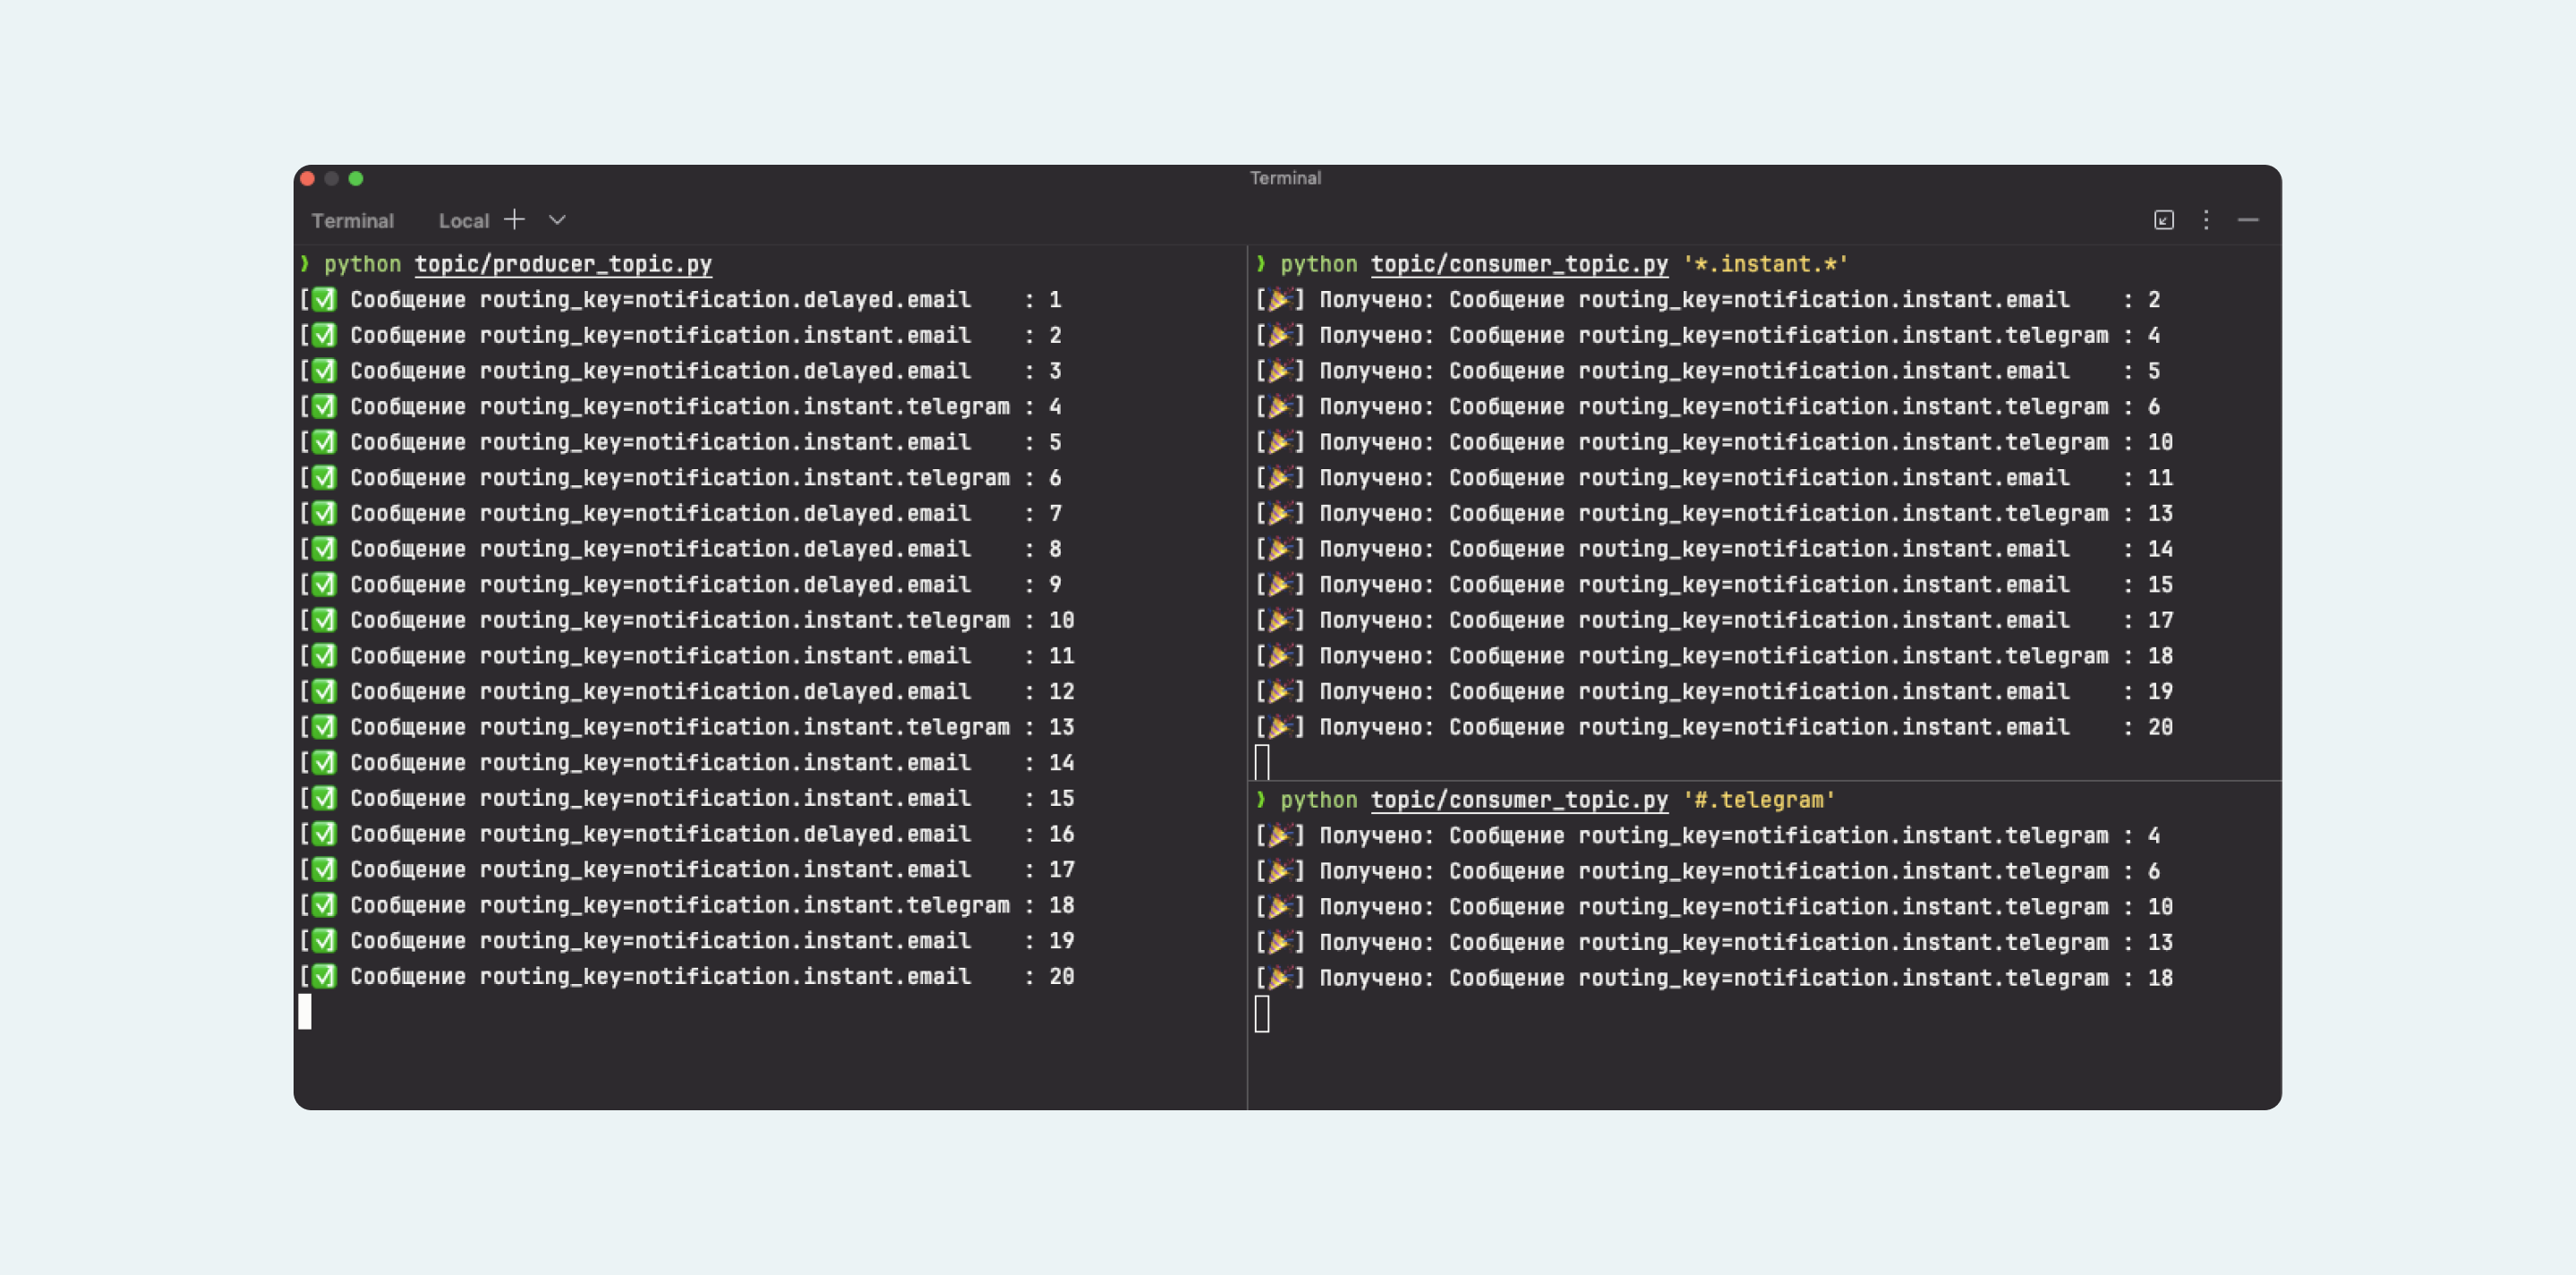 Terminal
Terminal Local
❯ python topic/producer_topic.py
[✅] Сообщение routing_key=notification.delayed.email : 1
[✅] Сообщение routing_key=notification.instant.email : 2
[✅] Сообщение routing_key=notification.delayed.email : 3
[✅] Сообщение routing_key=notification.instant.telegram : 4
[✅] Сообщение routing_key=notification.instant.email : 5
[✅] Сообщение routing_key=notification.instant.telegram : 6
[✅] Сообщение routing_key=notification.delayed.email : 7
[✅] Сообщение routing_key=notification.delayed.email : 8
[✅] Сообщение routing_key=notification.delayed.email : 9
[✅] Сообщение routing_key=notification.instant.telegram : 10
[✅] Сообщение routing_key=notification.instant.email : 11
[✅] Сообщение routing_key=notification.delayed.email : 12
[✅] Сообщение routing_key=notification.instant.telegram : 13
[✅] Сообщение routing_key=notification.instant.email : 14
[✅] Сообщение routing_key=notification.instant.email : 15
[✅] Сообщение routing_key=notification.delayed.email : 16
[✅] Сообщение routing_key=notification.instant.email : 17
[✅] Сообщение routing_key=notification.instant.telegram : 18
[✅] Сообщение routing_key=notification.instant.email : 19
[✅] Сообщение routing_key=notification.instant.email : 20
❯ python topic/consumer_topic.py '*.instant.*'
[🎉] Получено: Сообщение routing_key=notification.instant.email : 2
[🎉] Получено: Сообщение routing_key=notification.instant.telegram : 4
[🎉] Получено: Сообщение routing_key=notification.instant.email : 5
[🎉] Получено: Сообщение routing_key=notification.instant.telegram : 6
[🎉] Получено: Сообщение routing_key=notification.instant.telegram : 10
[🎉] Получено: Сообщение routing_key=notification.instant.email : 11
[🎉] Получено: Сообщение routing_key=notification.instant.telegram : 13
[🎉] Получено: Сообщение routing_key=notification.instant.email : 14
[🎉] Получено: Сообщение routing_key=notification.instant.email : 15
[🎉] Получено: Сообщение routing_key=notification.instant.email : 17
[🎉] Получено: Сообщение routing_key=notification.instant.telegram : 18
[🎉] Получено: Сообщение routing_key=notification.instant.email : 19
[🎉] Получено: Сообщение routing_key=notification.instant.email : 20
❯ python topic/consumer_topic.py '#.telegram'
[🎉] Получено: Сообщение routing_key=notification.instant.telegram : 4
[🎉] Получено: Сообщение routing_key=notification.instant.telegram : 6
[🎉] Получено: Сообщение routing_key=notification.instant.telegram : 10
[🎉] Получено: Сообщение routing_key=notification.instant.telegram : 13
[🎉] Получено: Сообщение routing_key=notification.instant.telegram : 18